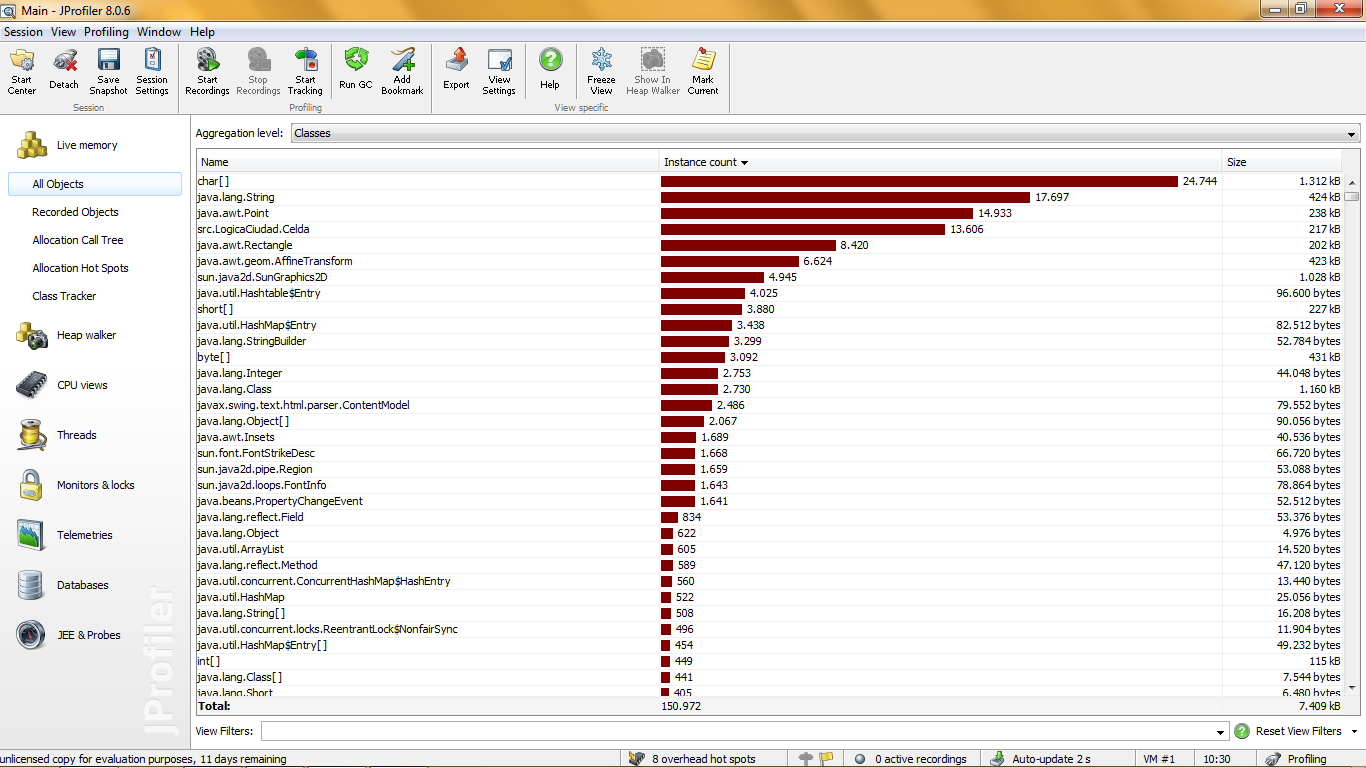 Main - JProfiler 8.0.6
Session View Profiling Window Help
Start Center
Detach
Save Snapshot
Session Settings
Start Recordings
Stop Recordings
Start Tracking
Run GC
Add Bookmark
Export
View Settings
Help
Freeze View
Show In Heap Walker
Mark Current
Session
Profiling
View specific
Live memory
All Objects
Recorded Objects
Allocation Call Tree
Allocation Hot Spots
Class Tracker
Heap walker
CPU views
Threads
Monitors & locks
Telemetries
Databases
JEE & Probes
JProfiler
Aggregation level: Classes
Name Instance count Size
char[] 24.744 1.312 kB
java.lang.String 17.697 424 kB
java.awt.Point 14.933 238 kB
src.LogicaCiudad.Celda 13.606 217 kB
java.awt.Rectangle 8.420 202 kB
java.awt.geom.AffineTransform 6.624 423 kB
sun.java2d.SunGraphics2D 4.945 1.028 kB
java.util.Hashtable$Entry 4.025 96.600 bytes
short[] 3.880 227 kB
java.util.HashMap$Entry 3.438 82.512 bytes
java.lang.StringBuilder 3.299 52.784 bytes
byte[] 3.092 431 kB
java.lang.Integer 2.753 44.048 bytes
java.lang.Class 2.730 1.160 kB
javax.swing.text.html.parser.ContentModel 2.486 79.552 bytes
java.lang.Object[] 2.067 90.056 bytes
java.awt.Insets 1.689 40.536 bytes
sun.font.FontStrikeDesc 1.668 66.720 bytes
sun.java2d.pipe.Region 1.659 53.088 bytes
sun.java2d.loops.FontInfo 1.643 78.864 bytes
java.beans.PropertyChangeEvent 1.641 52.512 bytes
java.lang.reflect.Field 834 53.376 bytes
java.lang.Object 622 4.976 bytes
java.util.ArrayList 605 14.520 bytes
java.lang.reflect.Method 589 47.120 bytes
java.util.concurrent.ConcurrentHashMap$HashEntry 560 13.440 bytes
java.util.HashMap 522 25.056 bytes
java.lang.String[] 508 16.208 bytes
java.util.concurrent.locks.ReentrantLock$NonfairSync 496 11.904 bytes
java.util.HashMap$Entry[] 454 49.232 bytes
int[] 449 115 kB
java.lang.Class[] 441 7.544 bytes
java.lang.Short 405 6.480 bytes
Total: 150.972 7.409 kB
View Filters: Reset View Filters
unlicensed copy for evaluation purposes, 11 days remaining 8 overhead hot spots 0 active recordings Auto-update 2 s VM #1 10:30 Profiling